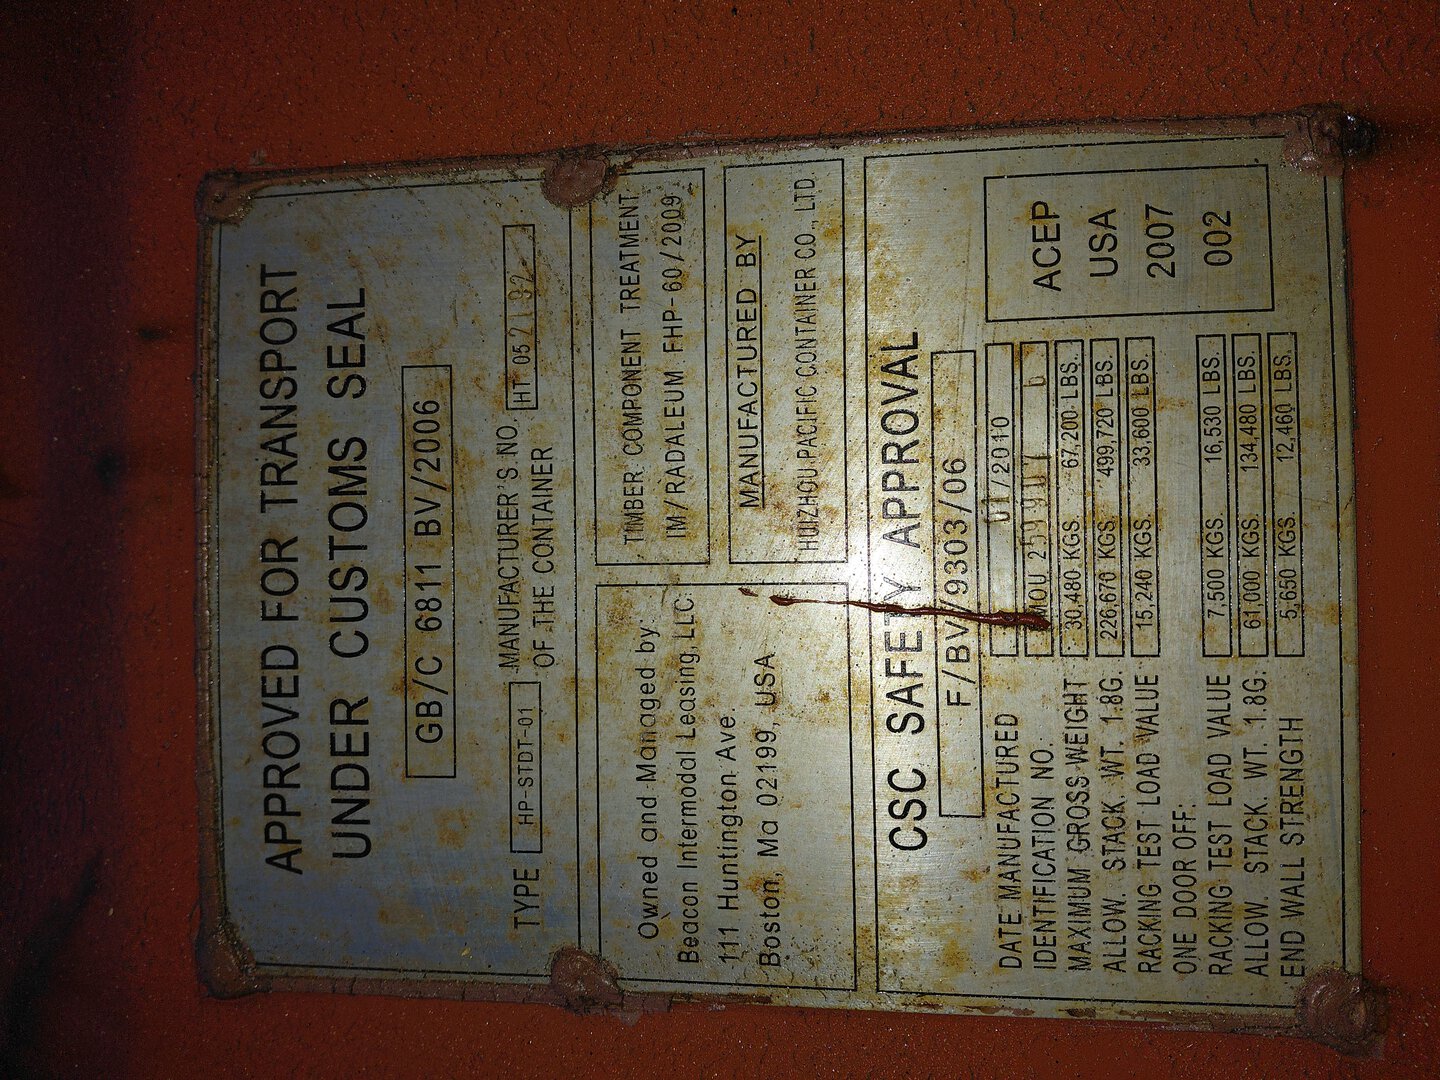 APPROVED FOR TRANSPORT
UNDER CUSTOMS SEAL
GB/C 6811 BV/2006
TYPE HP-STDT-01 MANUFACTURER'S NO. HT 052192
OF THE CONTAINER
Owned and Managed by
Beacon Intermodal Leasing, LLC
111 Huntington Ave.
Boston, Ma 02199, USA
TIMBER COMPONENT TREATMENT
IM/RADALEUM FHP-60/2009
MANUFACTURED BY
HUIZHOU PACIFIC CONTAINER CO., LTD
CSC SAFETY APPROVAL
F/BV/9303/06
DATE MANUFACTURED 01/2010
IDENTIFICATION NO. MOU 259907 6
MAXIMUM GROSS WEIGHT 30,480 KGS. 67,200 LBS.
ALLOW. STACK. WT. 1.8G. 226,670 KGS. 499,720 LBS.
RACKING TEST LOAD VALUE 15,240 KGS. 33,600 LBS.
ONE DOOR OFF:
RACKING TEST LOAD VALUE 7,500 KGS. 16,530 LBS.
ALLOW. STACK. WT. 1.8G. 61,000 KGS. 134,480 LBS.
END WALL STRENGTH 5,650 KGS. 12,460 LBS.
ACEP
USA
2007
002